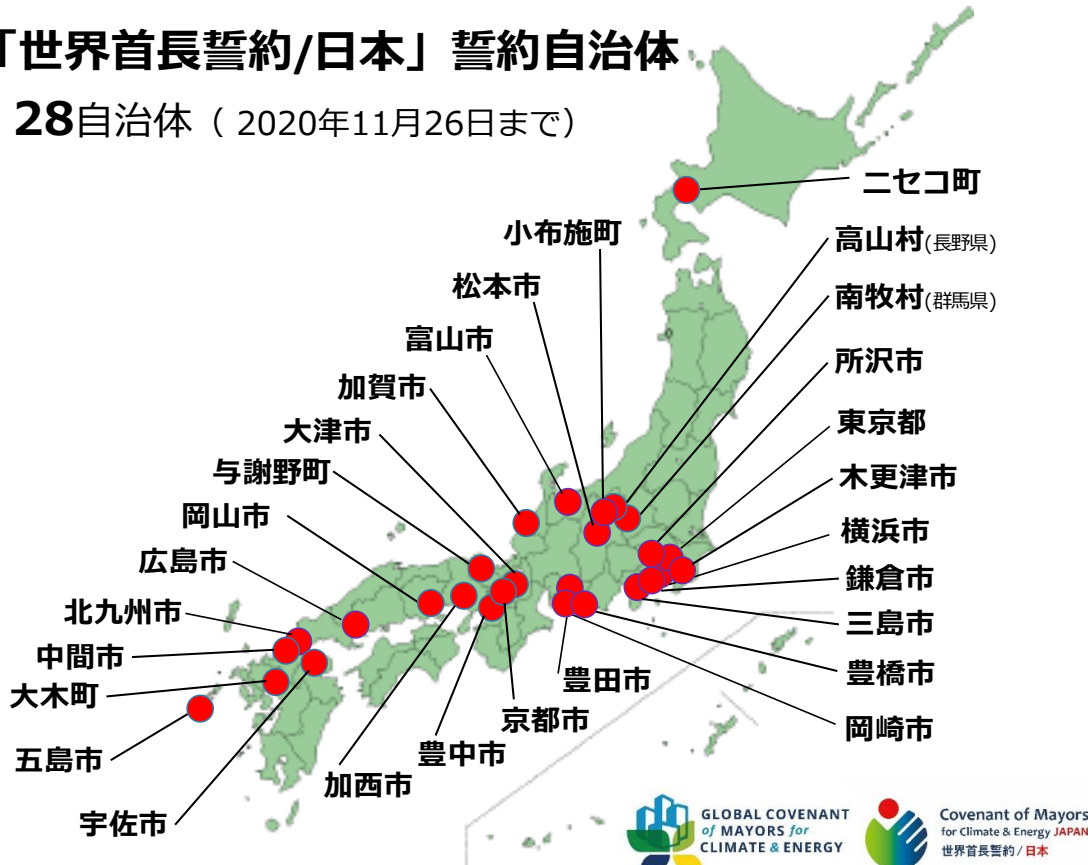 「世界首長誓約/日本」誓約自治体
28自治体（ 2020年11月26日まで）
ニセコ町
小布施町
高山村(長野県)
松本市
南牧村(群馬県)
富山市
所沢市
加賀市
東京都
大津市
木更津市
与謝野町
岡山市
横浜市
広島市
鎌倉市
北九州市
三島市
中間市
豊橋市
豊田市
大木町
京都市
岡崎市
豊中市
五島市
加西市
宇佐市
GLOBAL COVENANT
of MAYORS for
CLIMATE & ENERGY
Covenant of Mayors
for Climate & Energy JAPAN
世界首長誓約 / 日本